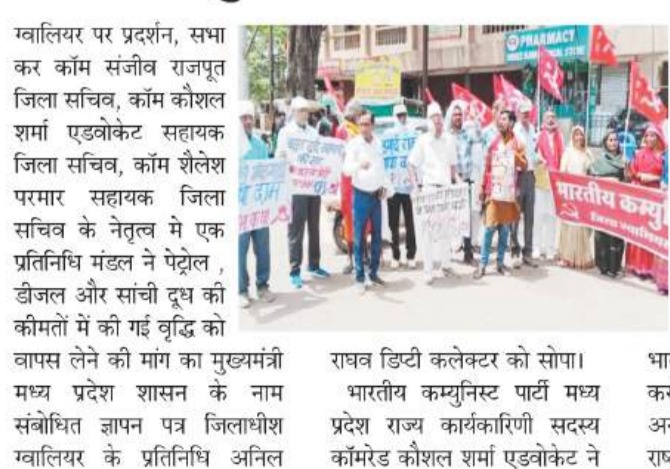 ग्वालियर पर प्रदर्शन, सभा
कर कॉम संजीव राजपूत
जिला सचिव, कॉम कौशल
शर्मा एडवोकेट सहायक
जिला सचिव, कॉम शैलेश
परमार सहायक जिला
सचिव के नेतृत्व मे एक
प्रतिनिधि मंडल ने पेट्रोल ,
डीजल और सांची दूध की
कीमतों में की गई वृद्धि को
वापस लेने की मांग का मुख्यमंत्री
मध्य प्रदेश शासन के नाम
संबोधित ज्ञापन पत्र जिलाधीश
ग्वालियर के प्रतिनिधि अनिल
PHARMACY
भारतीय कम्यु
राघव डिप्टी कलेक्टर को सोपा।
भारतीय कम्युनिस्ट पार्टी मध्य
प्रदेश राज्य कार्यकारिणी सदस्य
कॉमरेड कौशल शर्मा एडवोकेट ने